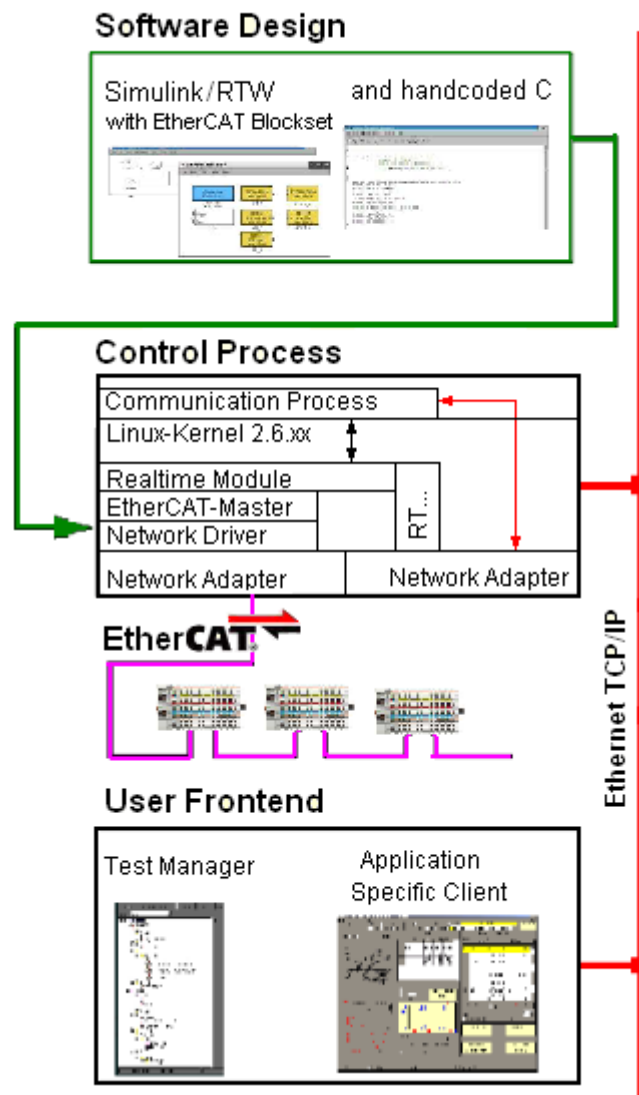 Software Design
Simulink/RTW
with EtherCAT Blockset
and handcoded C
Control Process
Communication Process
Linux-Kernel 2.6.xx
Realtime Module
EtherCAT-Master
Network Driver
RT...
Network Adapter
Network Adapter
EtherCAT
Ethernet TCP/IP
User Frontend
Test Manager
Application
Specific Client